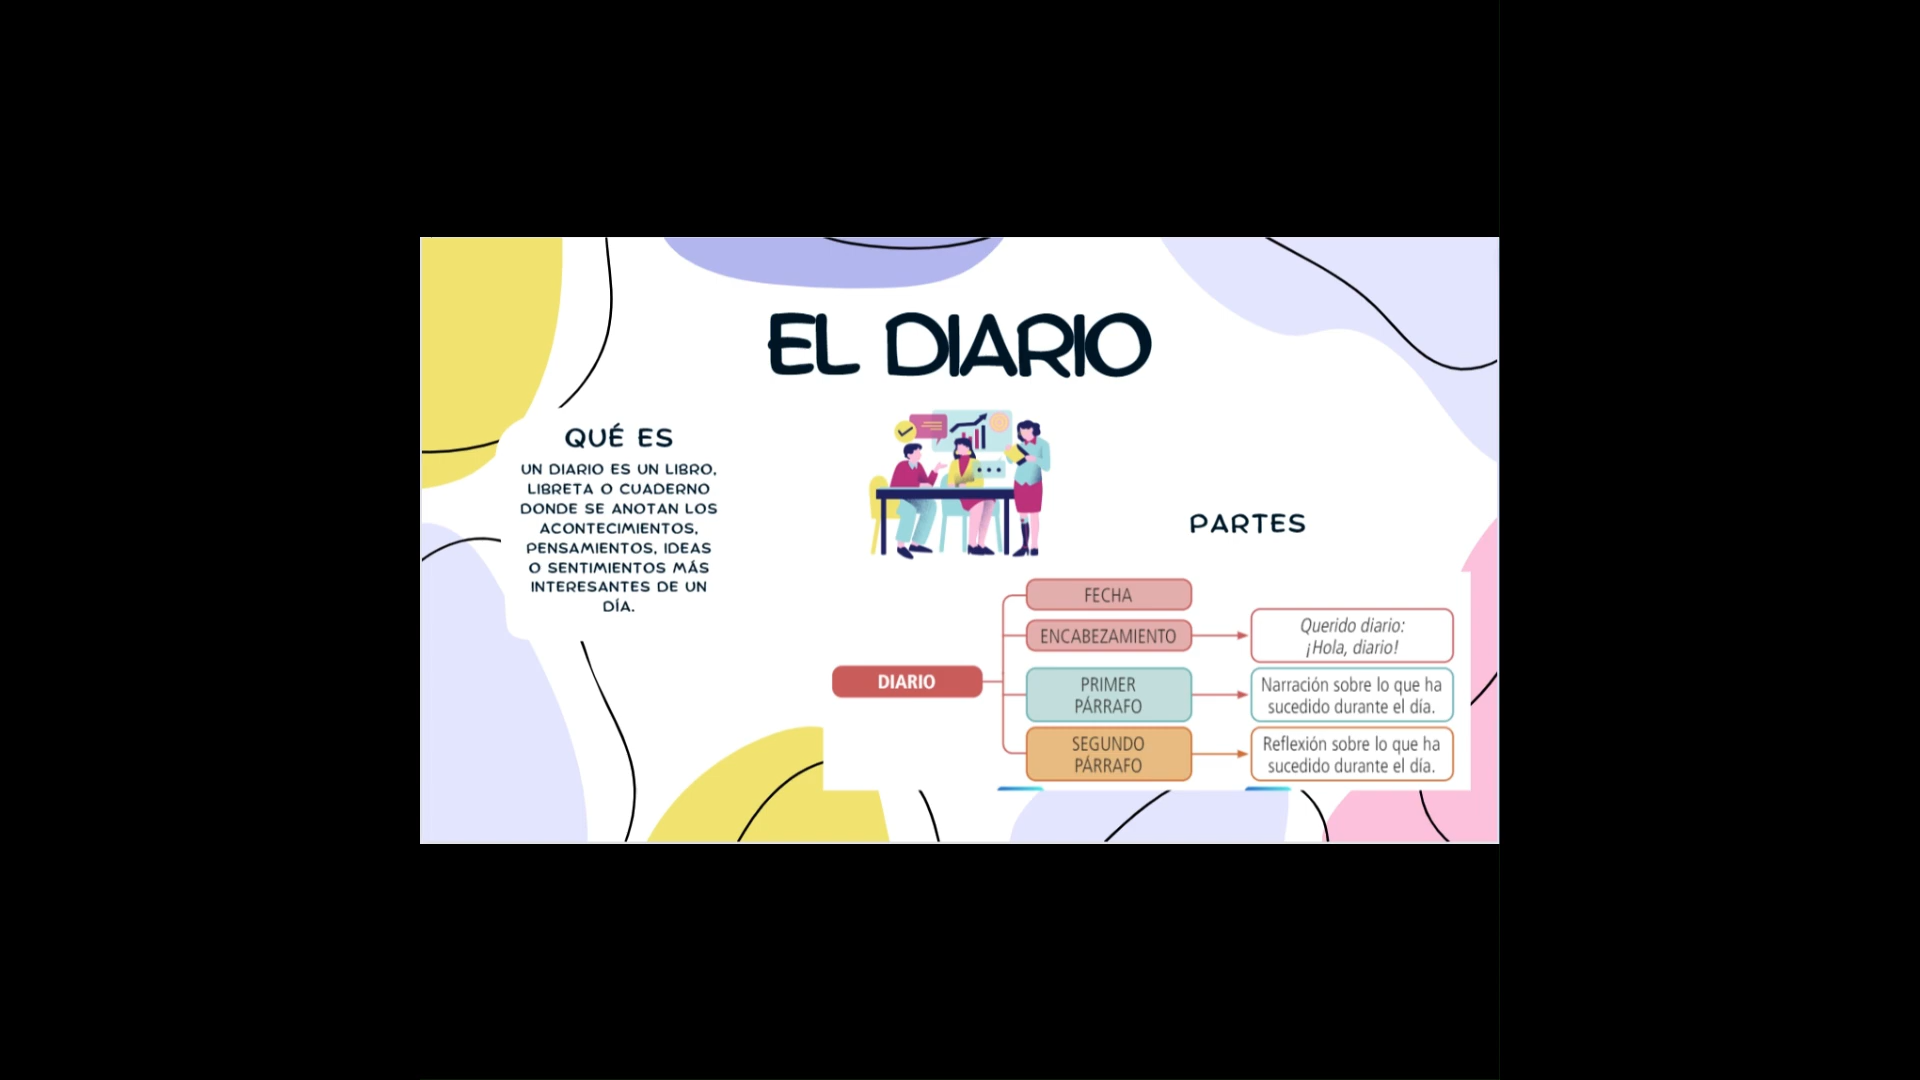 EL DIARIO
QUÉ ES
UN DIARIO ES UN LIBRO,
LIBRETA O CUADERNO
DONDE SE ANOTAN LOS
ACONTECIMIENTOS,
PENSAMIENTOS, IDEAS
O SENTIMIENTOS MÁS
INTERESANTES DE UN
DÍA.
PARTES
DIARIO
FECHA
ENCABEZAMIENTO
Querido diario:
¡Hola, diario!
PRIMER
PÁRRAFO
Narración sobre lo que ha
sucedido durante el día.
SEGUNDO
PÁRRAFO
Reflexión sobre lo que ha
sucedido durante el día.